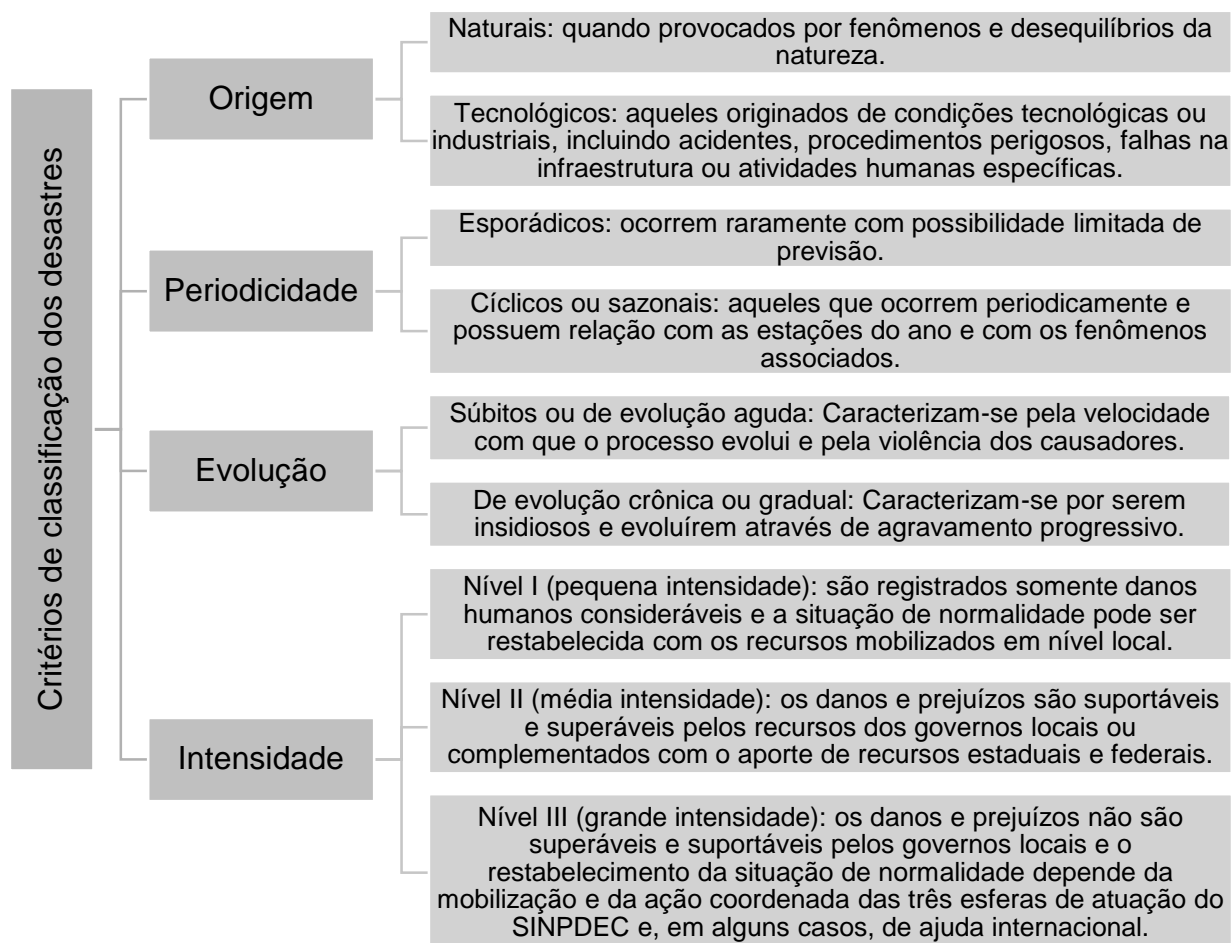 Critérios de classificação dos desastres
Origem
Naturais: quando provocados por fenômenos e desequilíbrios da
natureza.
Tecnológicos: aqueles originados de condições tecnológicas ou
industriais, incluindo acidentes, procedimentos perigosos, falhas na
infraestrutura ou atividades humanas específicas.
Periodicidade
Esporádicos: ocorrem raramente com possibilidade limitada de
previsão.
Cíclicos ou sazonais: aqueles que ocorrem periodicamente e
possuem relação com as estações do ano e com os fenômenos
associados.
Evolução
Súbitos ou de evolução aguda: Caracterizam-se pela velocidade
com que o processo evolui e pela violência dos causadores.
De evolução crônica ou gradual: Caracterizam-se por serem
insidiosos e evoluírem através de agravamento progressivo.
Intensidade
Nível I (pequena intensidade): são registrados somente danos
humanos consideráveis e a situação de normalidade pode ser
restabelecida com os recursos mobilizados em nível local.
Nível II (média intensidade): os danos e prejuízos são suportáveis
e superáveis pelos recursos dos governos locais ou
complementados com o aporte de recursos estaduais e federais.
Nível III (grande intensidade): os danos e prejuízos não são
superáveis e suportáveis pelos governos locais e o
restabelecimento da situação de normalidade depende da
mobilização e da ação coordenada das três esferas de atuação do
SINPDEC e, em alguns casos, de ajuda internacional.